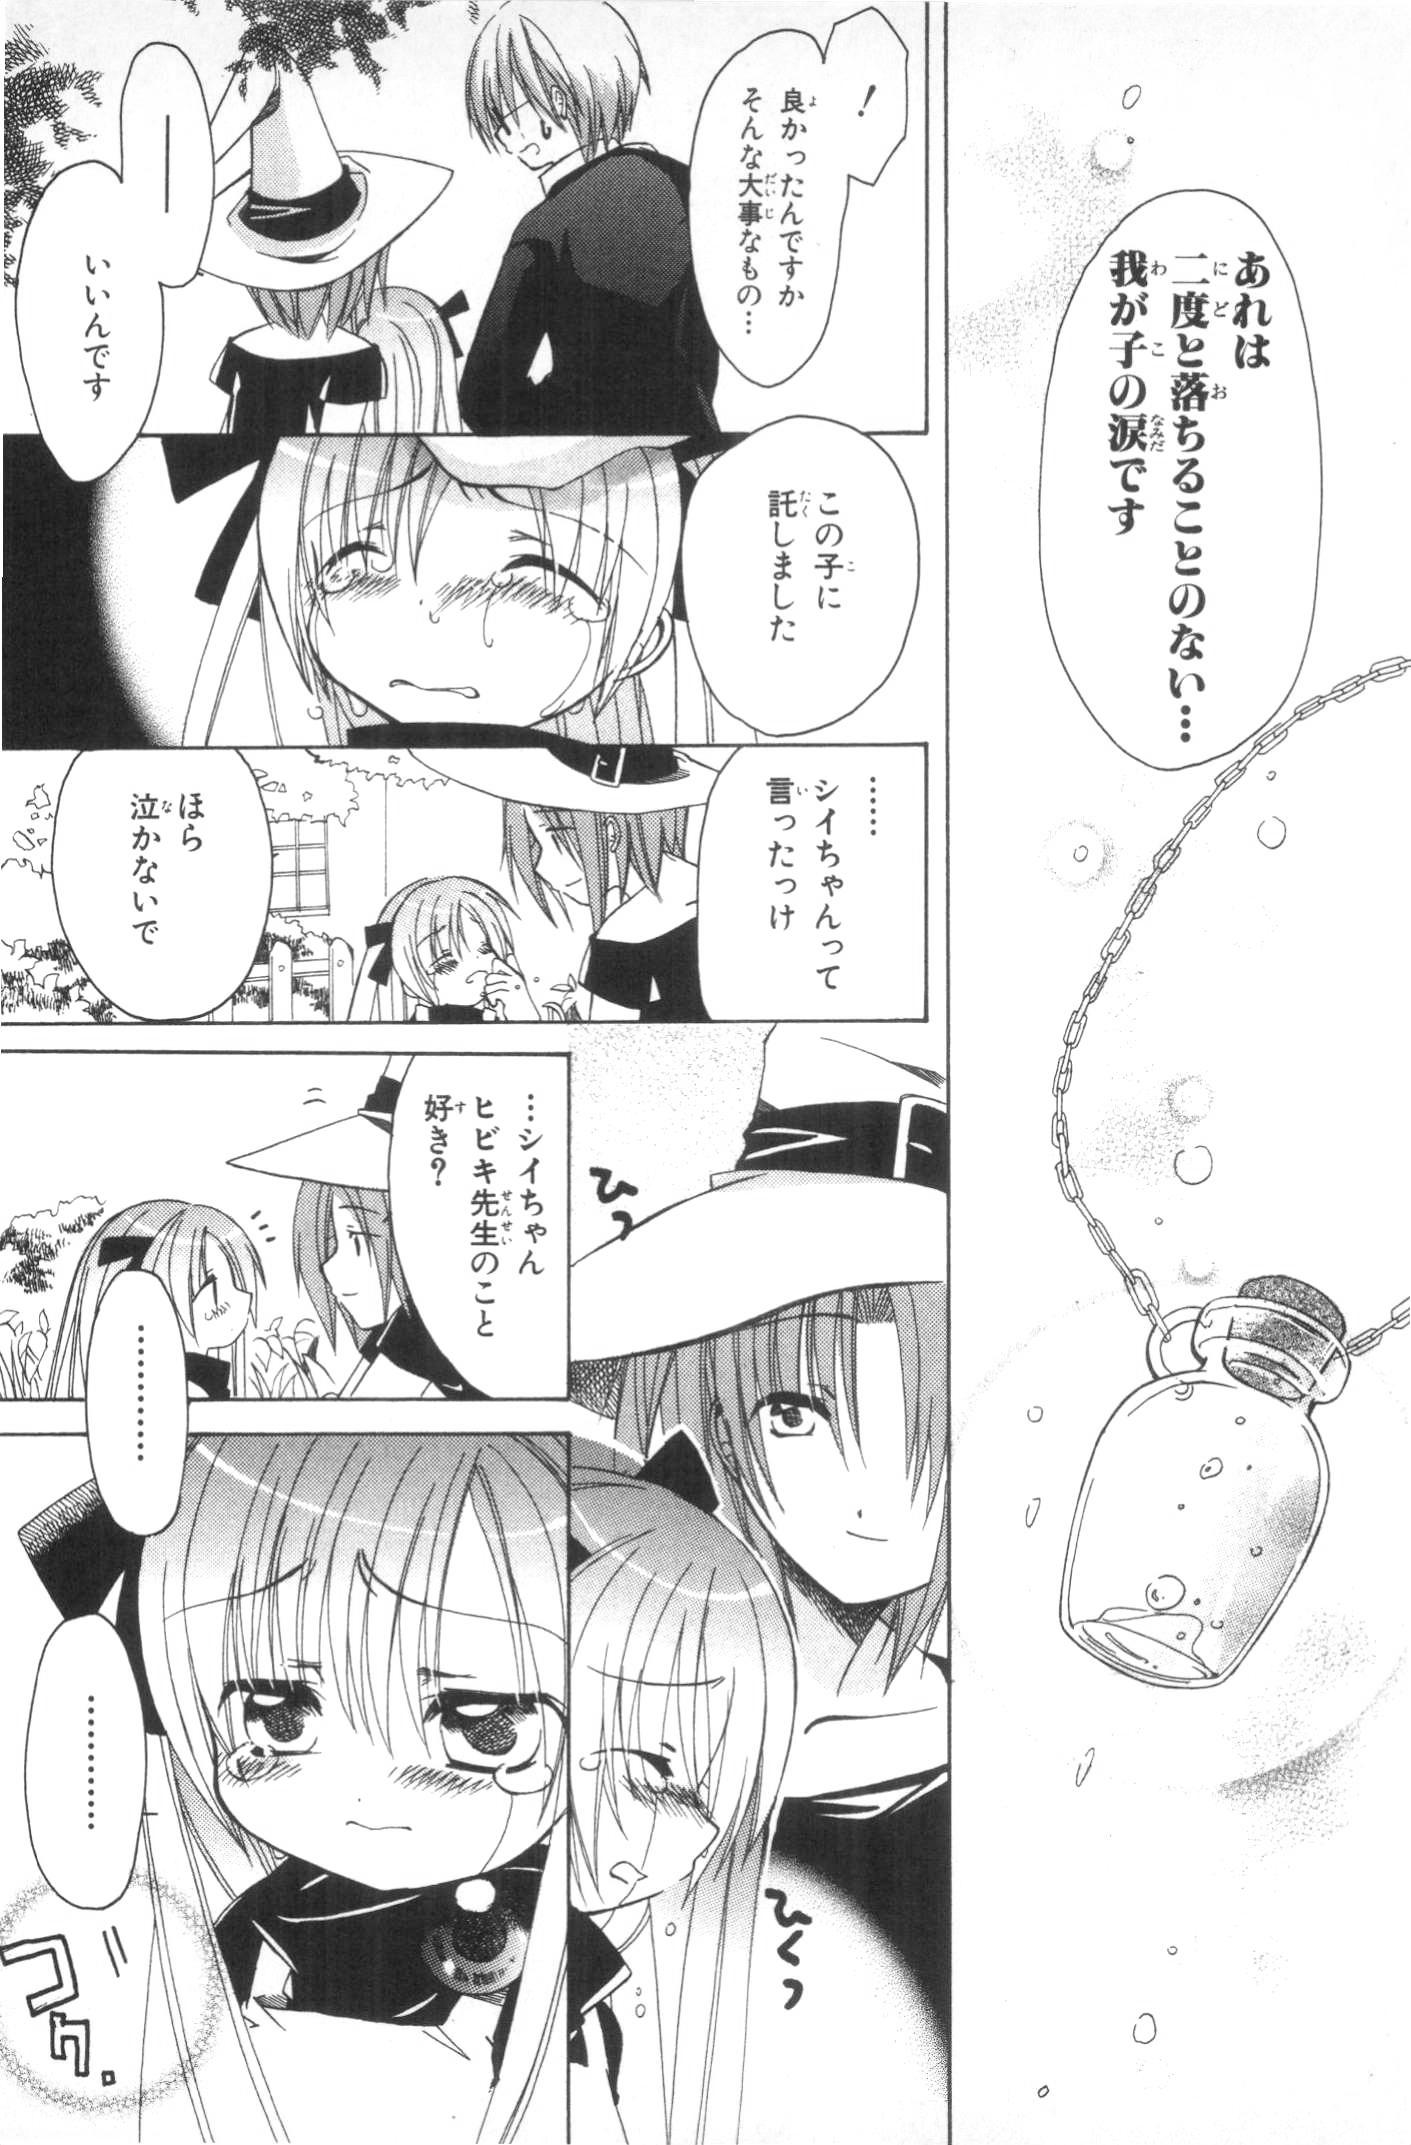 あれは
二度と落ちることのない…
我が子の涙です
！
良かったんですか
そんな大事なもの…
――
いいんです
この子に
託しました
……
シイちゃんって
言ったっけ
ほら
泣かないで
ひっ
ひくっ
…シイちゃん
ヒビキ先生のこと
好き?
…………
…………
コク。